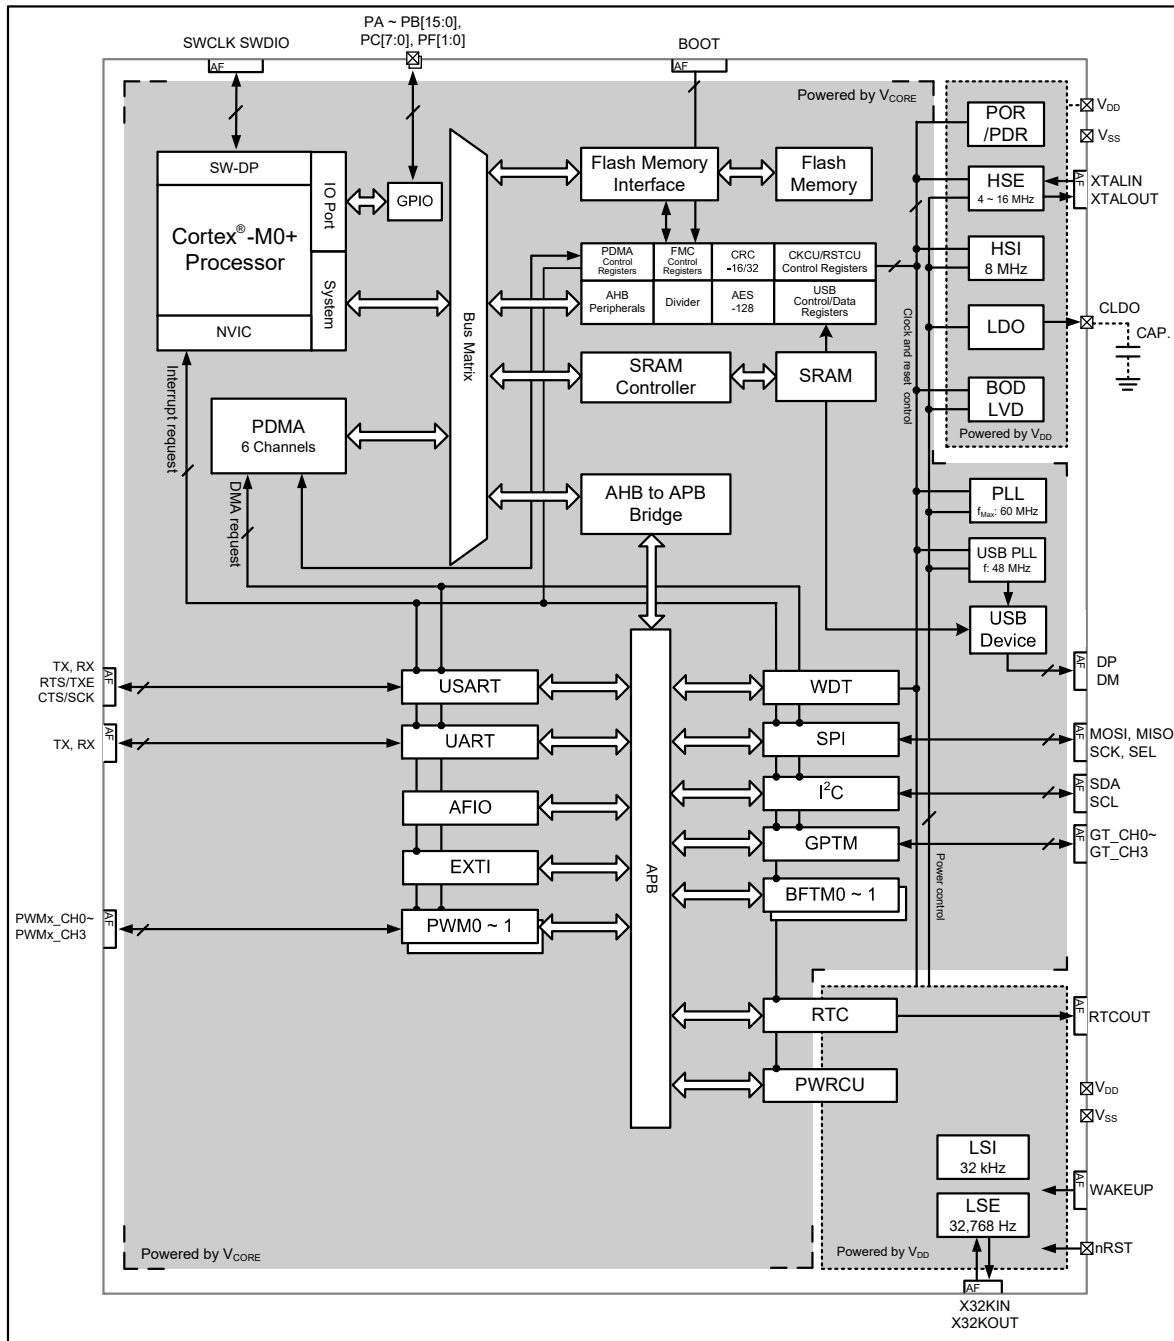 SWCLK SWDIO
PA ~ PB[15:0],
PC[7:0], PF[1:0]
BOOT
AF
AF
Powered by VCORE
POR
/PDR
VDD
VSS
SW-DP
IO Port
GPIO
Flash Memory
Interface
Flash
Memory
HSE
4 ~ 16 MHz
AF
XTALIN
XTALOUT
Cortex®-M0+
Processor
System
NVIC
Bus Matrix
PDMA
Control
Registers
FMC
Control
Registers
CRC
-16/32
CKCU/RSTCU
Control Registers
AHB
Peripherals
Divider
AES
-128
USB
Control/Data
Registers
HSI
8 MHz
LDO
CLDO
CAP.
Clock and reset control
Interrupt request
SRAM
Controller
SRAM
BOD
LVD
Powered by VDD
PDMA
6 Channels
DMA request
AHB to APB
Bridge
PLL
fMax: 60 MHz
USB PLL
f: 48 MHz
USB
Device
AF
DP
DM
TX, RX
RTS/TXE
CTS/SCK
AF
USART
WDT
TX, RX
AF
UART
SPI
AF
MOSI, MISO
SCK, SEL
AFIO
I2C
AF
SDA
SCL
EXTI
APB
GPTM
AF
GT_CH0~
GT_CH3
Power control
PWMx_CH0~
PWMx_CH3
AF
PWM0 ~ 1
BFTM0 ~ 1
RTC
AF
RTCOUT
PWRCU
VDD
VSS
LSI
32 kHz
AF
WAKEUP
LSE
32,768 Hz
Powered by VCORE
Powered by VDD
nRST
AF
X32KIN
X32KOUT